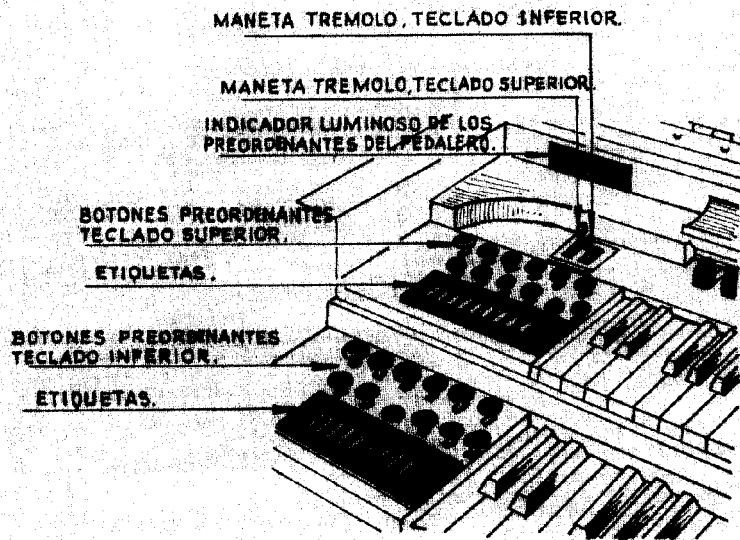 MANETA TREMOLO, TECLADO INFERIOR.
MANETA TREMOLO, TECLADO SUPERIOR.
INDICADOR LUMINOSO DE LOS
PREORDENANTES DEL PEDALERO.
BOTONES PREORDENANTES
TECLADO SUPERIOR.
ETIQUETAS.
BOTONES PREORDENANTES
TECLADO INFERIOR.
ETIQUETAS.